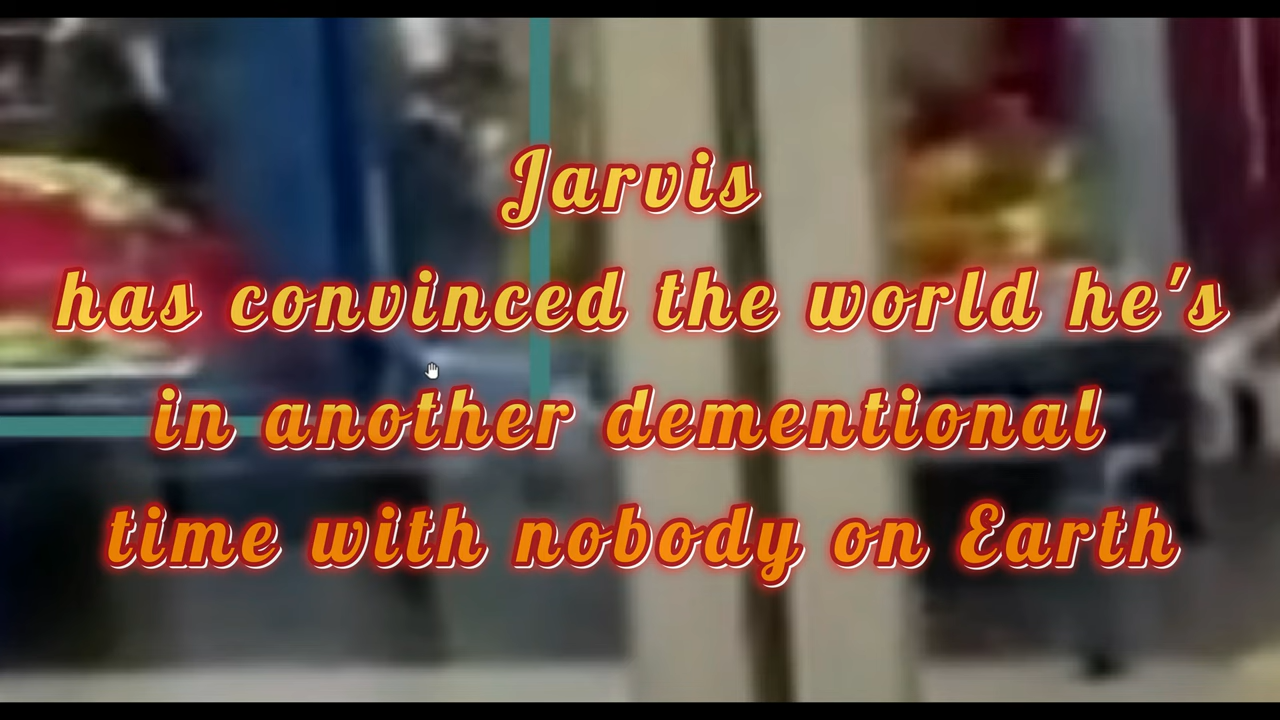 Jarvis
has convinced the world he's
in another dementional
time with nobody on Earth